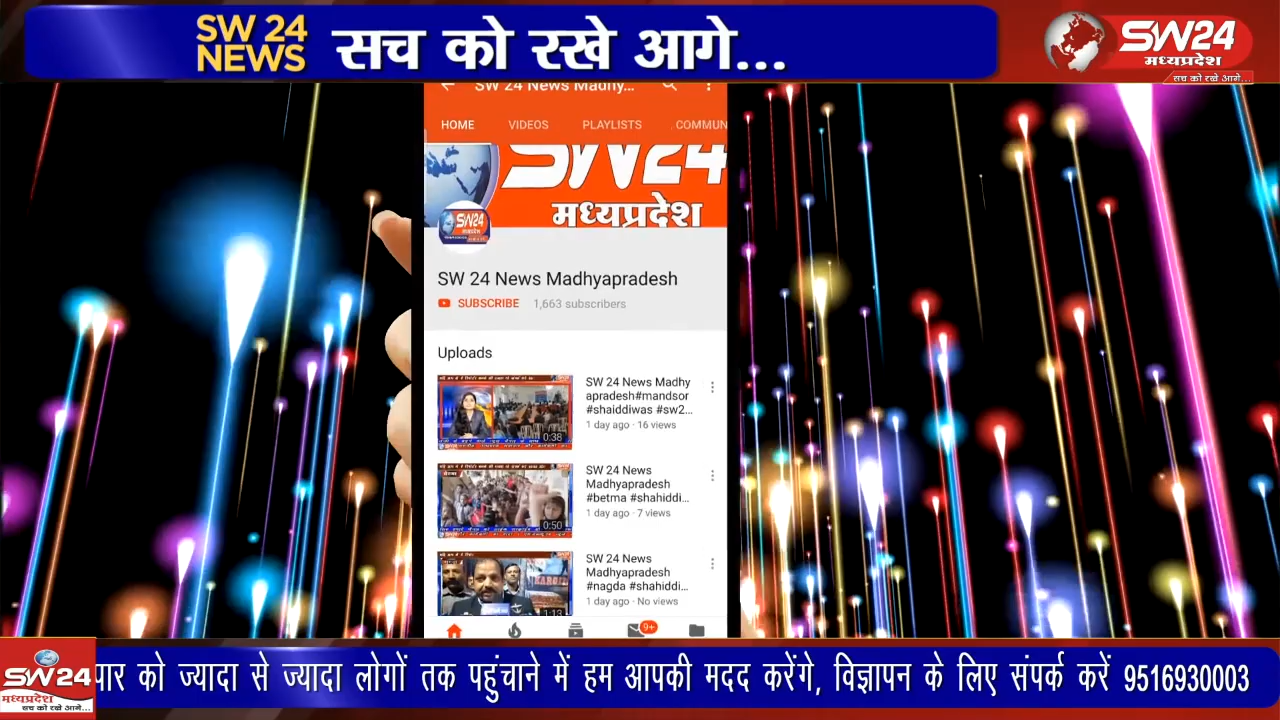 SW 24
NEWS
सच को रखे आगे...
SW24
मध्यप्रदेश
सच को रखे आगे...
SW 24 News Madhy...
HOME VIDEOS PLAYLISTS COMMUN
SW24
मध्यप्रदेश
SW24
SW 24 News Madhyapradesh
SUBSCRIBE 1,663 subscribers
Uploads
SW 24 News Madhy
apradesh#mandsor
#shaiddiwas #sw2...
1 day ago · 16 views
0:38
SW 24 News
Madhyapradesh
#betma #shahiddi...
1 day ago · 7 views
0:50
SW 24 News
Madhyapradesh
#nagda #shahiddi...
1 day ago · No views
1:13
9+
SW24
मध्यप्रदेश
सच को रखे आगे...
पार को ज्यादा से ज्यादा लोगों तक पहुंचाने में हम आपकी मदद करेंगे, विज्ञापन के लिए संपर्क करें 9516930003